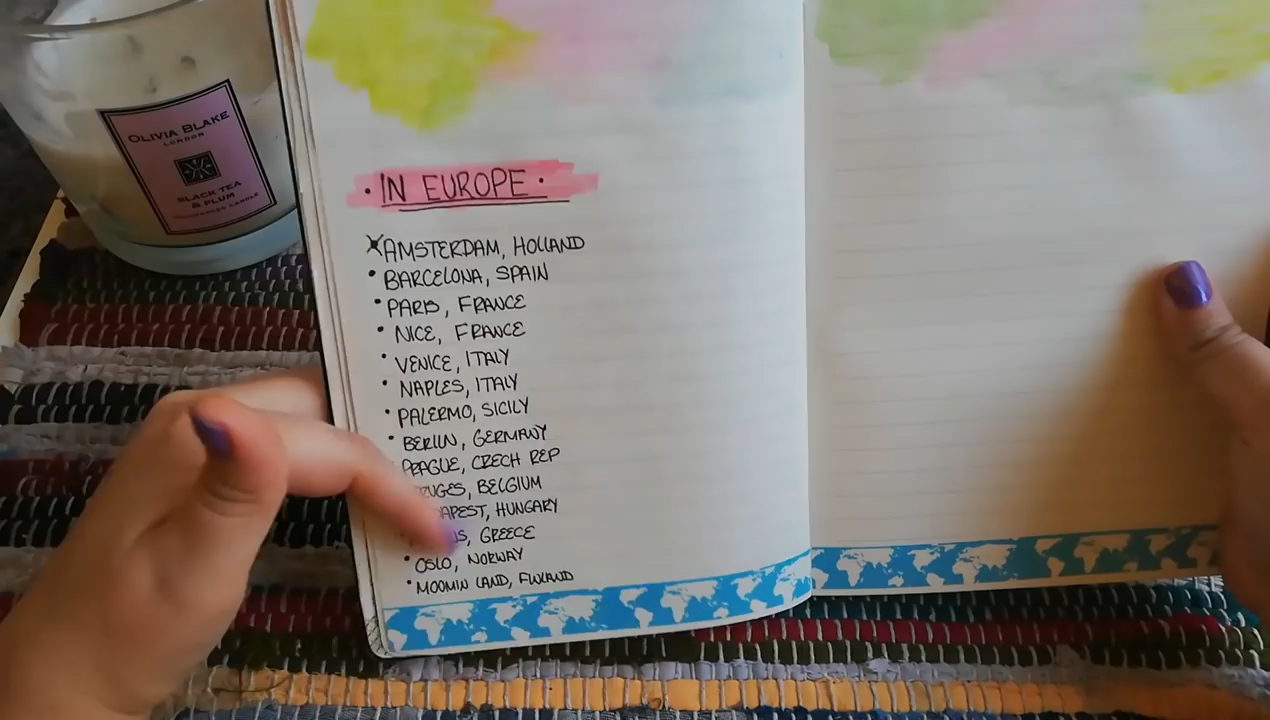 OLIVIA BLAKE
LONDON
BLACK TEA
& PLUM
· IN EUROPE ·
AMSTERDAM, HOLLAND
• BARCELONA, SPAIN
• PARIS, FRANCE
• NICE, FRANCE
• VENICE, ITALY
• NAPLES, ITALY
• PALERMO, SICILY
• BERLIN, GERMANY
PRAGUE, CZECH REP
BELGIUM
HUNGARY
GREECE
• OSLO, NORWAY
• MOOMIN LAND, FINLAND